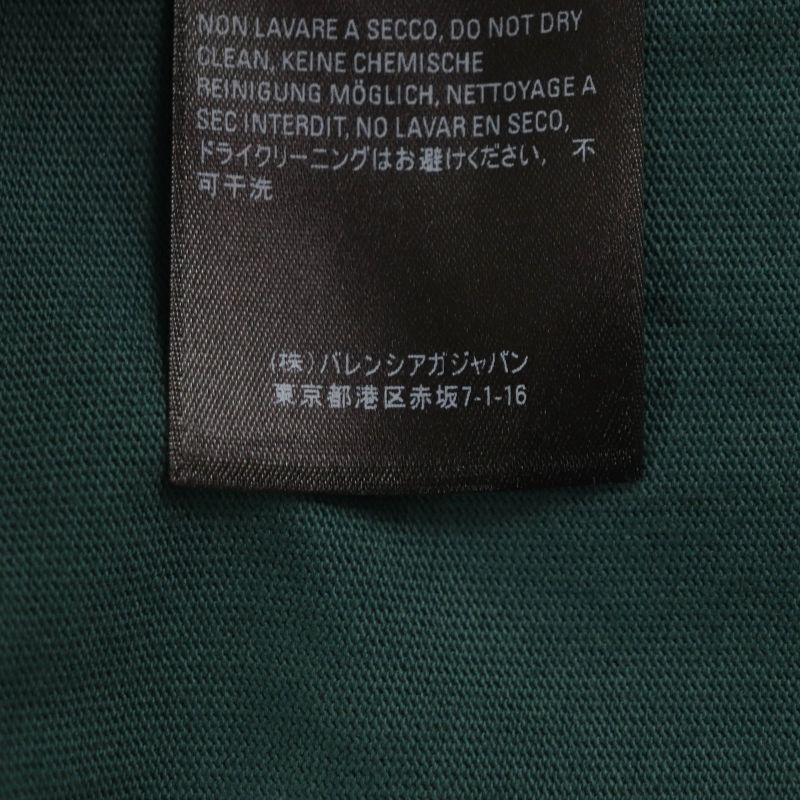 NON LAVARE A SECCO, DO NOT DRY
CLEAN, KEINE CHEMISCHE
REINIGUNG MÖGLICH, NETTOYAGE A
SEC INTERDIT, NO LAVAR EN SECO,
ドライクリーニングはお避けください, 不
可干洗
(株)バレンシアガジャパン
東京都港区赤坂7-1-16